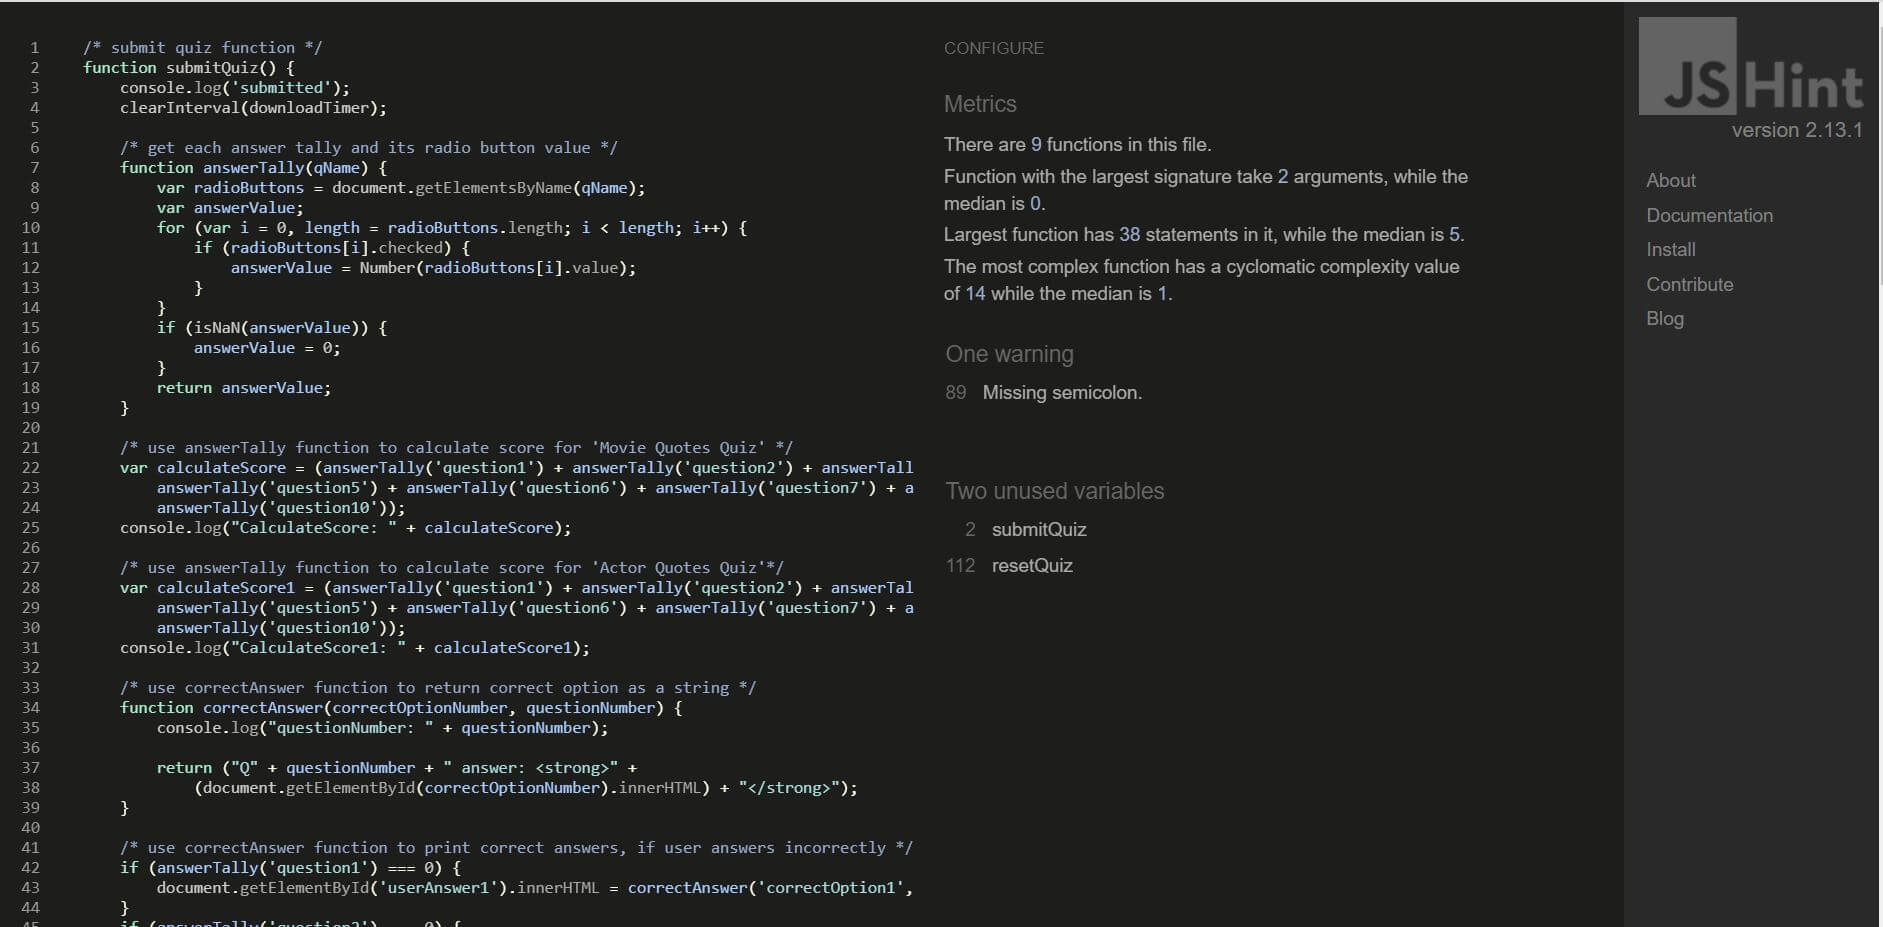 1 /* submit quiz function */
2 function submitQuiz() {
3 console.log('submitted');
4 clearInterval(downloadTimer);
5
6 /* get each answer tally and its radio button value */
7 function answerTally(qName) {
8 var radioButtons = document.getElementsByName(qName);
9 var answerValue;
10 for (var i = 0, length = radioButtons.length; i < length; i++) {
11 if (radioButtons[i].checked) {
12 answerValue = Number(radioButtons[i].value);
13 }
14 }
15 if (isNaN(answerValue)) {
16 answerValue = 0;
17 }
18 return answerValue;
19 }
20
21 /* use answerTally function to calculate score for 'Movie Quotes Quiz' */
22 var calculateScore = (answerTally('question1') + answerTally('question2') + answerTall
23 answerTally('question5') + answerTally('question6') + answerTally('question7') + a
24 answerTally('question10'));
25 console.log("CalculateScore: " + calculateScore);
26
27 /* use answerTally function to calculate score for 'Actor Quotes Quiz'*/
28 var calculateScore1 = (answerTally('question1') + answerTally('question2') + answerTal
29 answerTally('question5') + answerTally('question6') + answerTally('question7') + a
30 answerTally('question10'));
31 console.log("CalculateScore1: " + calculateScore1);
32
33 /* use correctAnswer function to return correct option as a string */
34 function correctAnswer(correctOptionNumber, questionNumber) {
35 console.log("questionNumber: " + questionNumber);
36
37 return ("Q" + questionNumber + " answer: <strong>" +
38 (document.getElementById(correctOptionNumber).innerHTML) + "</strong>");
39 }
40
41 /* use correctAnswer function to print correct answers, if user answers incorrectly */
42 if (answerTally('question1') === 0) {
43 document.getElementById('userAnswer1').innerHTML = correctAnswer('correctOption1',
44 }
CONFIGURE
Metrics
There are 9 functions in this file.
Function with the largest signature take 2 arguments, while the
median is 0.
Largest function has 38 statements in it, while the median is 5.
The most complex function has a cyclomatic complexity value
of 14 while the median is 1.
One warning
89 Missing semicolon.
Two unused variables
2 submitQuiz
112 resetQuiz
JSHint
version 2.13.1
About
Documentation
Install
Contribute
Blog